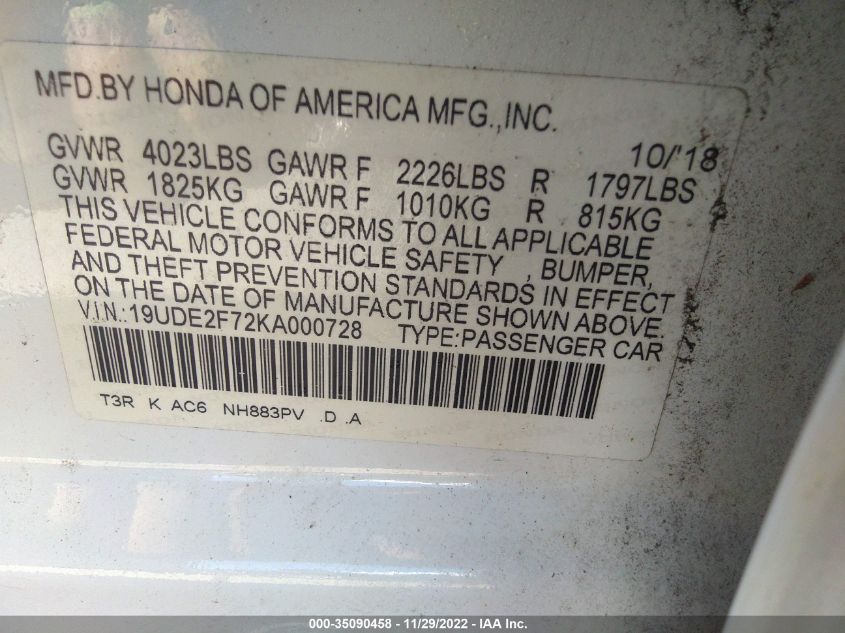 MFD.BY HONDA OF AMERICA MFG.,INC.
10/'18
GVWR 4023LBS GAWR F 2226LBS R 1797LBS
GVWR 1825KG GAWR F 1010KG R 815KG
THIS VEHICLE CONFORMS TO ALL APPLICABLE
FEDERAL MOTOR VEHICLE SAFETY , BUMPER,
AND THEFT PREVENTION STANDARDS IN EFFECT
ON THE DATE OF MANUFACTURE SHOWN ABOVE.
V.I.N.:19UDE2F72KA000728 TYPE:PASSENGER CAR
T3R K AC6 NH883PV .D .A
000-35090458 - 11/29/2022 - IAA Inc.